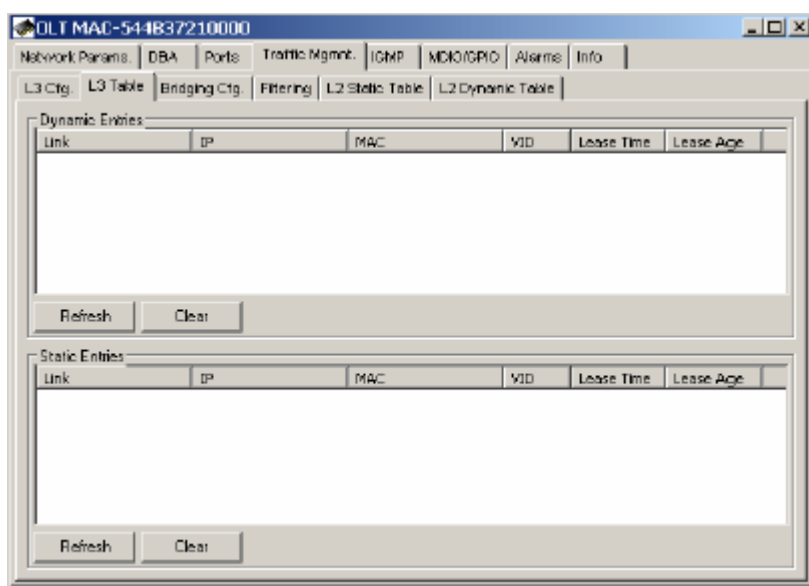 OLT MAC-544B37210000
Network Params. DBA Ports Traffic Mgmnt. IGMP MDIO/GPIO Alarms Info
L3 Cfg. L3 Table Bridging Cfg. Filtering L2 Static Table L2 Dynamic Table
Dynamic Entries
Link IP MAC VID Lease Time Lease Age
Refresh Clear
Static Entries
Link IP MAC VID Lease Time Lease Age
Refresh Clear